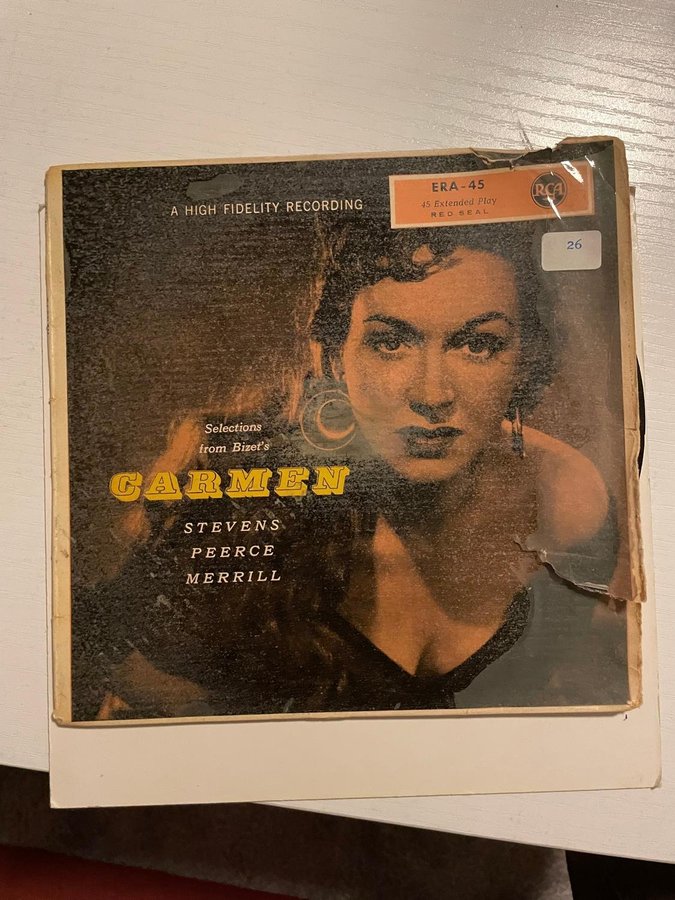 A HIGH FIDELITY RECORDING
ERA-45
45 Extended Play
RED SEAL
RCA
26
Selections
from Bizet's
CARMEN
STEVENS
PEERCE
MERRILL